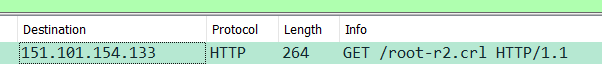 Destination Protocol Length Info
151.101.154.133 HTTP 264 GET /root-r2.crl HTTP/1.1